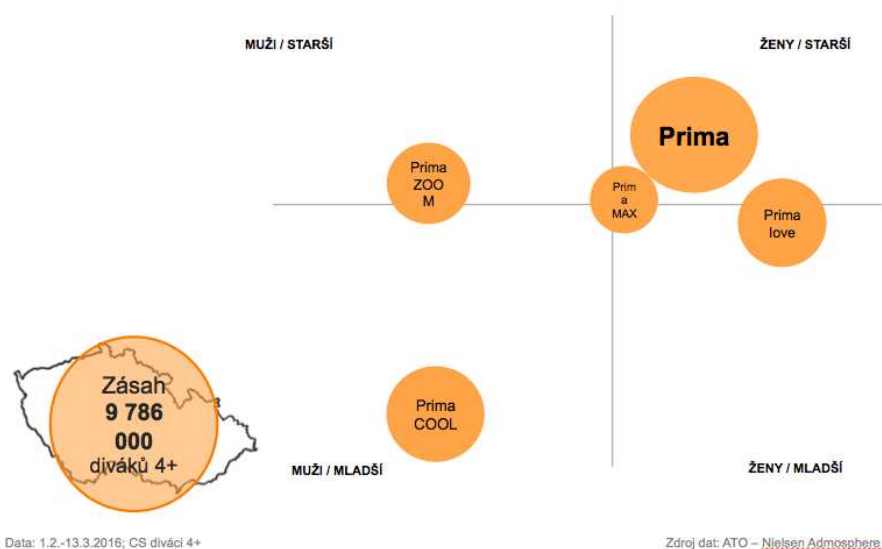 MUŽI / STARŠÍ
ŽENY / STARŠÍ
Prima
Prima
ZOO
M
Prim
a
MAX
Prima
love
Zásah
9 786
000
diváků 4+
Prima
COOL
MUŽI / MLADŠÍ
ŽENY / MLADŠÍ
Data: 1.2.-13.3.2016; CS diváci 4+
Zdroj dat: ATO – Nielsen Admosphere